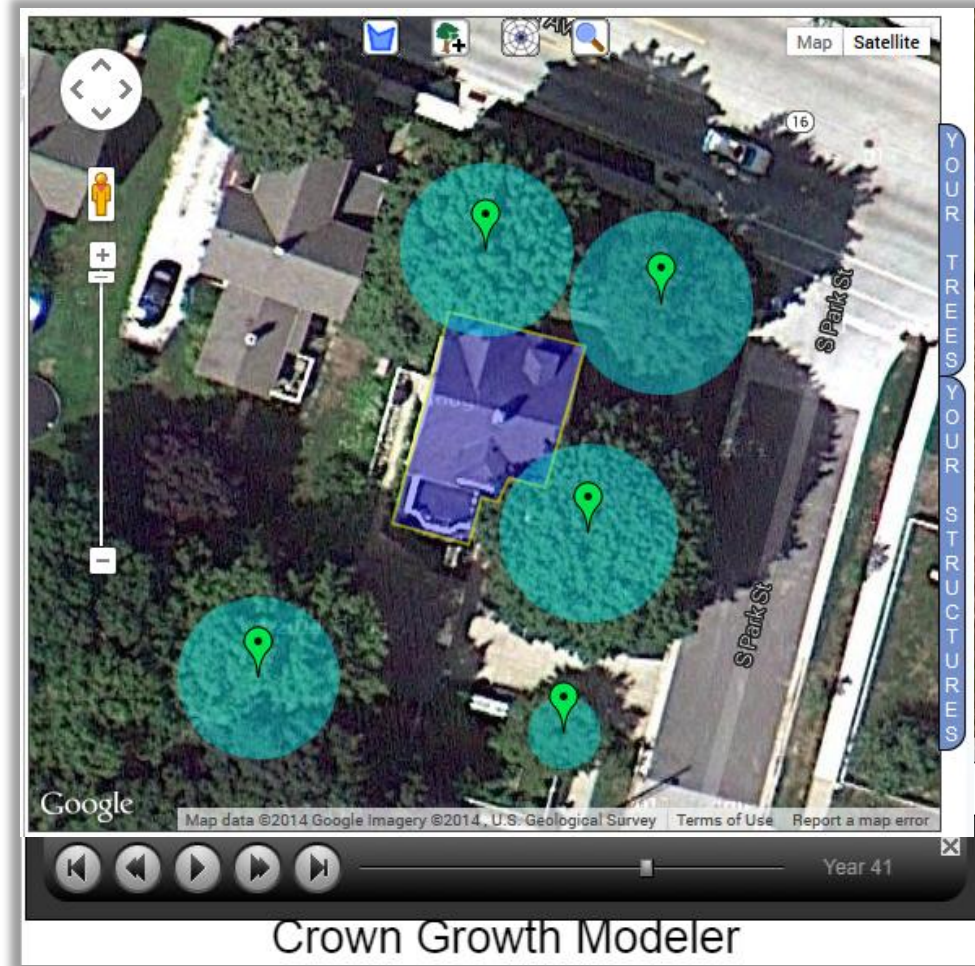 Map Satellite
16
S Park St
S Park St
YOUR TREES
YOUR STRUCTURES
Google
Map data ©2014 Google Imagery ©2014 , U.S. Geological Survey Terms of Use Report a map error
Year 41
Crown Growth Modeler